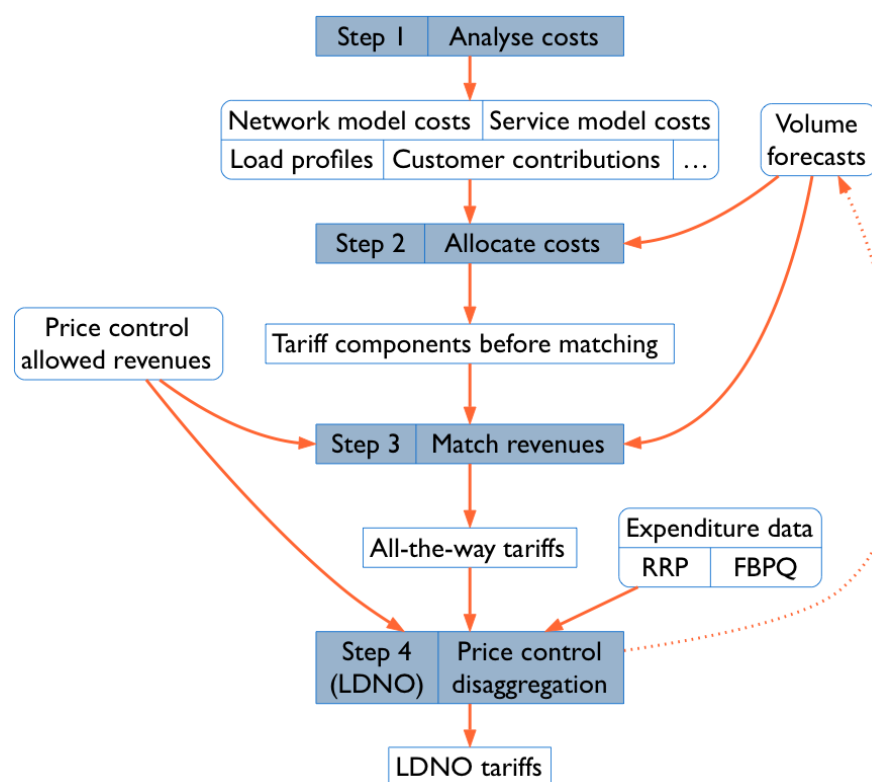 Step 1 Analyse costs
Network model costs Service model costs
Load profiles Customer contributions …
Volume
forecasts
Step 2 Allocate costs
Price control
allowed revenues
Tariff components before matching
Step 3 Match revenues
All-the-way tariffs
Expenditure data
RRP FBPQ
Step 4
(LDNO)
Price control
disaggregation
LDNO tariffs